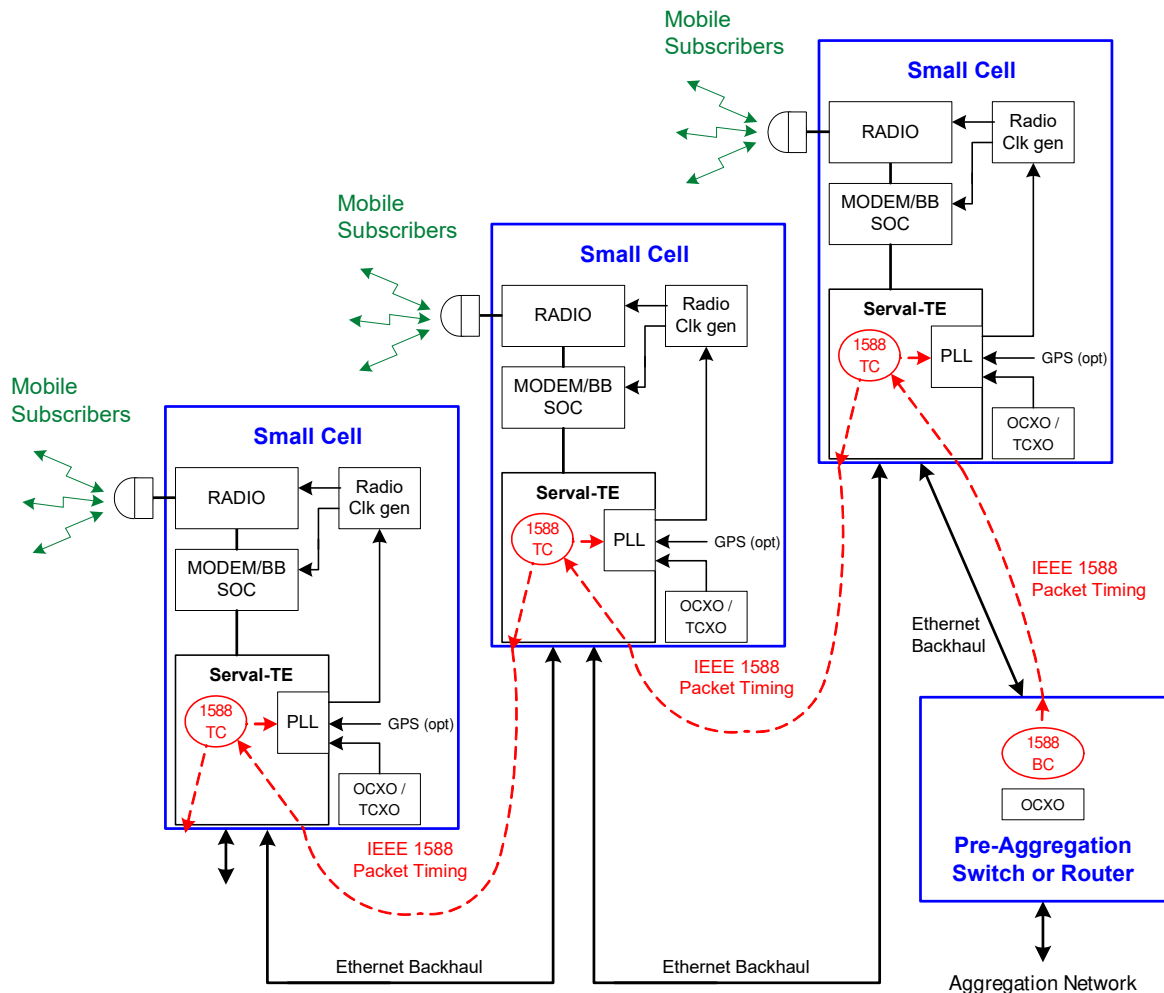 Mobile
Subscribers
Small Cell
RADIO
Radio
Clk gen
MODEM/BB
SOC
Serval-TE
1588
TC
PLL
GPS (opt)
OCXO /
TCXO
Mobile
Subscribers
Small Cell
RADIO
Radio
Clk gen
MODEM/BB
SOC
Serval-TE
1588
TC
PLL
GPS (opt)
OCXO /
TCXO
Mobile
Subscribers
Small Cell
RADIO
Radio
Clk gen
MODEM/BB
SOC
Serval-TE
1588
TC
PLL
GPS (opt)
OCXO /
TCXO
IEEE 1588
Packet Timing
Ethernet
Backhaul
IEEE 1588
Packet Timing
IEEE 1588
Packet Timing
1588
BC
OCXO
Pre-Aggregation
Switch or Router
Ethernet Backhaul
Ethernet Backhaul
Aggregation Network